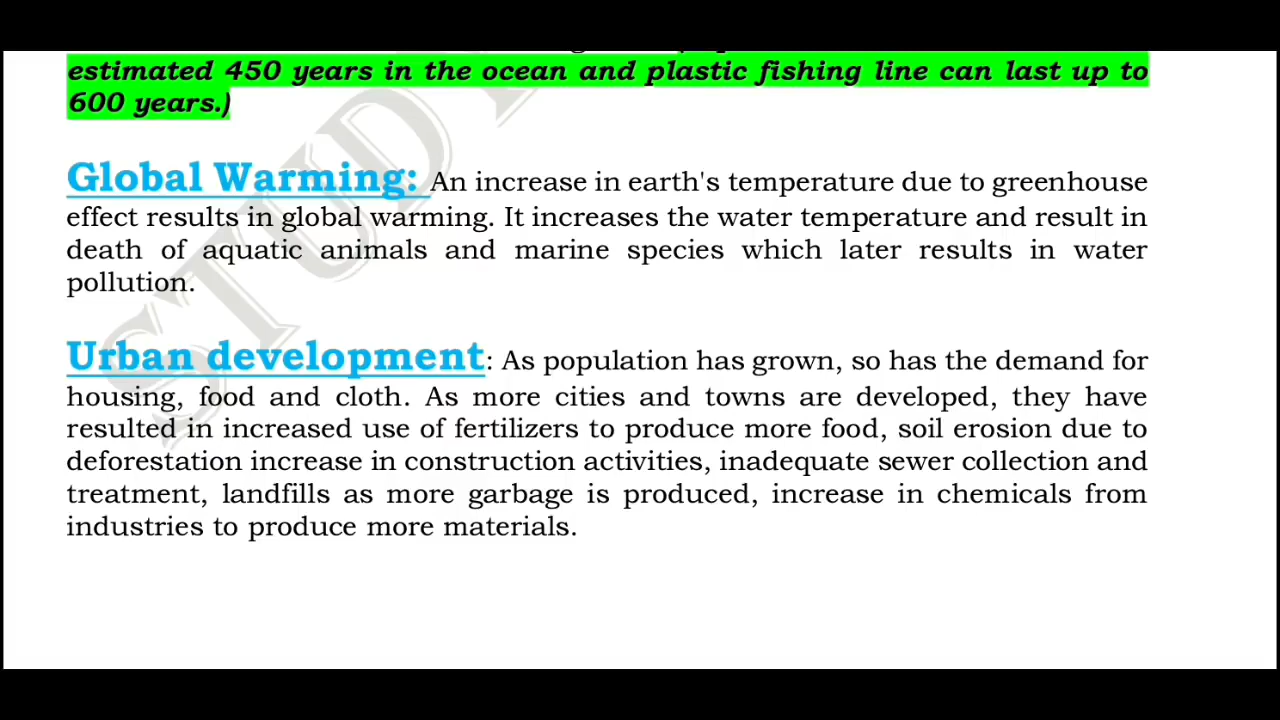 estimated 450 years in the ocean and plastic fishing line can last up to
600 years.)
Global Warming: An increase in earth's temperature due to greenhouse
effect results in global warming. It increases the water temperature and result in
death of aquatic animals and marine species which later results in water
pollution.
Urban development: As population has grown, so has the demand for
housing, food and cloth. As more cities and towns are developed, they have
resulted in increased use of fertilizers to produce more food, soil erosion due to
deforestation increase in construction activities, inadequate sewer collection and
treatment, landfills as more garbage is produced, increase in chemicals from
industries to produce more materials.